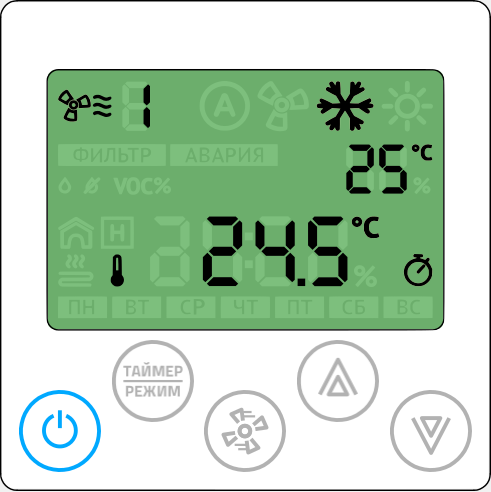 1 A
ФИЛЬТР АВАРИЯ 25 °C %
VOC%
H 24.5 °C
%
ПН ВТ СР ЧТ ПТ СБ ВС
ТАЙМЕР
РЕЖИМ